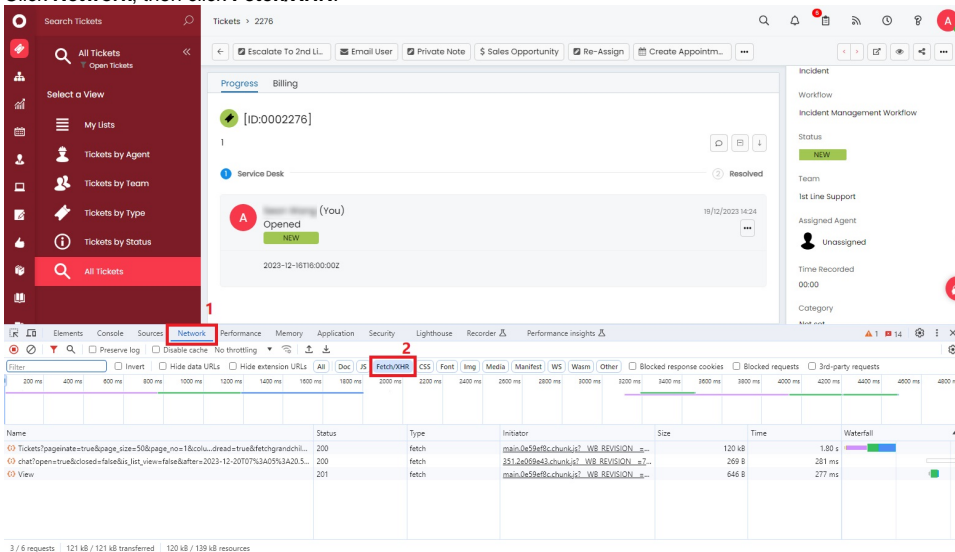 Click Network, then click Fetch/XHR.
Search Tickets
Tickets > 2276
6
A
All Tickets
Open Tickets
Escalate To 2nd Li...
Email User
Private Note
$ Sales Opportunity
Re-Assign
Create Appointm...
Select a View
My Lists
Tickets by Agent
Tickets by Team
Tickets by Type
Tickets by Status
All Tickets
Progress Billing
[ID:0002276]
1
1 Service Desk
2 Resolved
A
(You)
Opened
NEW
19/12/2023 14:24
2023-12-16T16:00:00Z
Incident
Workflow
Incident Management Workflow
Status
NEW
Team
1st Line Support
Assigned Agent
Unassigned
Time Recorded
00:00
Category
Not set
1
Elements Console Sources Network Performance Memory Application Security Lighthouse Recorder Performance insights 1 14
Preserve log Disable cache No throttling
2
Filter Invert Hide data URLs Hide extension URLs All Doc JS Fetch/XHR CSS Font Img Media Manifest WS Wasm Other Blocked response cookies Blocked requests 3rd-party requests
200 ms 400 ms 600 ms 800 ms 1000 ms 1200 ms 1400 ms 1600 ms 1800 ms 2000 ms 2200 ms 2400 ms 2600 ms 2800 ms 3000 ms 3200 ms 3400 ms 3600 ms 3800 ms 4000 ms 4200 ms 4400 ms 4600 ms 4800
Name Status Type Initiator Size Time Waterfall
Tickets?pageinate=true&page_size=50&page_no=1&colu...dread=true&fetchgrandchil... 200 fetch main.0e59ef8c.chunk.js?__WB_REVISION__=... 120 kB 1.80 s
chat?open=true&closed=false&is_list_view=false&after=2023-12-20T07%3A05%3A20.5... 200 fetch 351.2e069e43.chunk.js?__WB_REVISION__=7... 269 B 281 ms
View 201 fetch main.0e59ef8c.chunk.js?__WB_REVISION__=... 646 B 277 ms
3 / 6 requests 121 kB / 121 kB transferred 120 kB / 139 kB resources